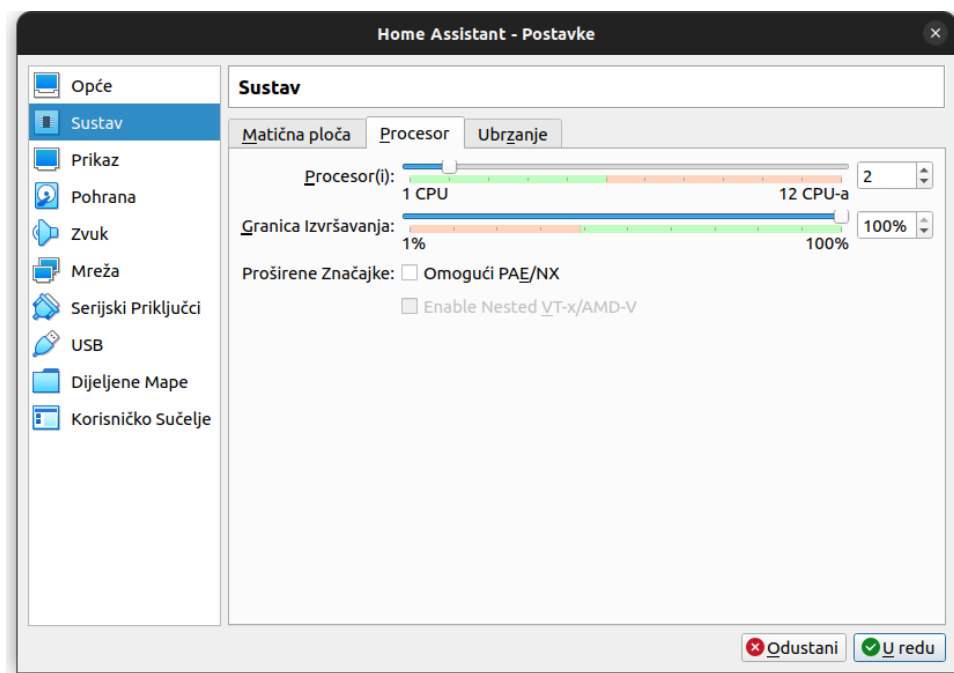 Home Assistant - Postavke
Opće
Sustav
Prikaz
Pohrana
Zvuk
Mreža
Serijski Priključci
USB
Dijeljene Mape
Korisničko Sučelje
Sustav
Matična ploča Procesor Ubrzanje
Procesor(i): 2
1 CPU 12 CPU-a
Granica Izvršavanja: 100%
1% 100%
Proširene Značajke: Omogući PAE/NX
Enable Nested VT-x/AMD-V
Odustani U redu